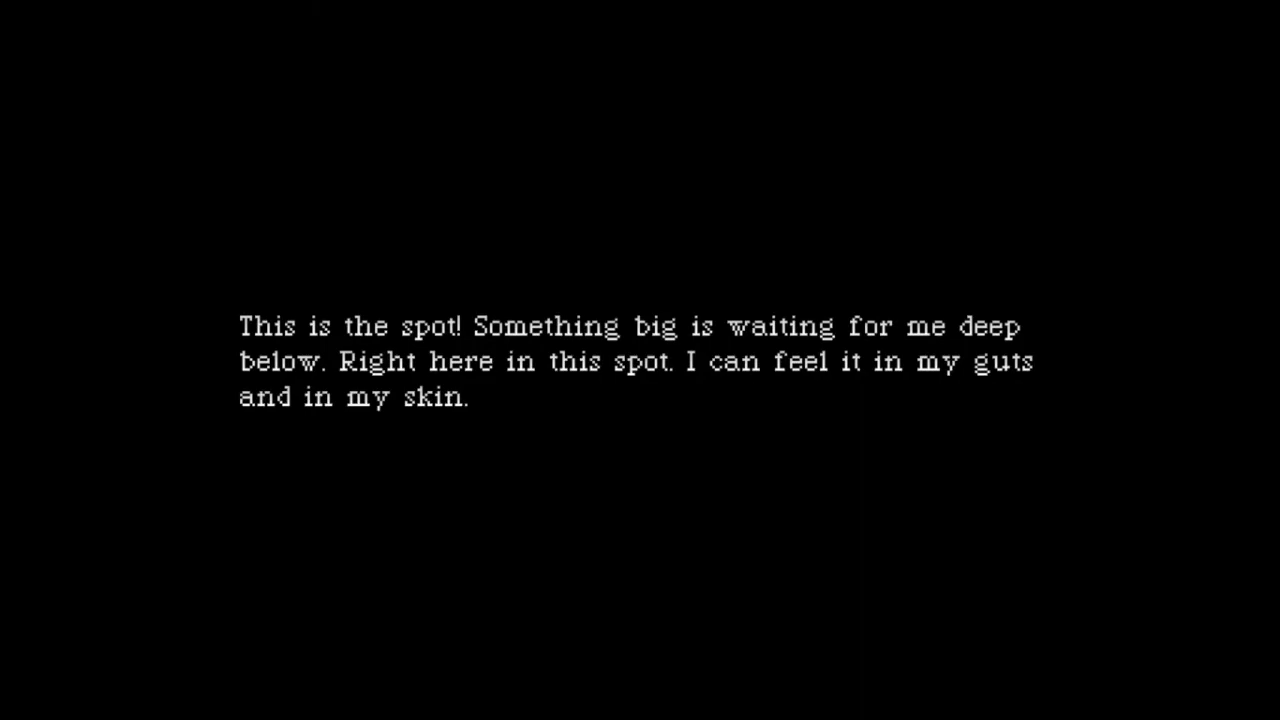 This is the spot! Something big is waiting for me deep
below. Right here in this spot. I can feel it in my guts
and in my skin.